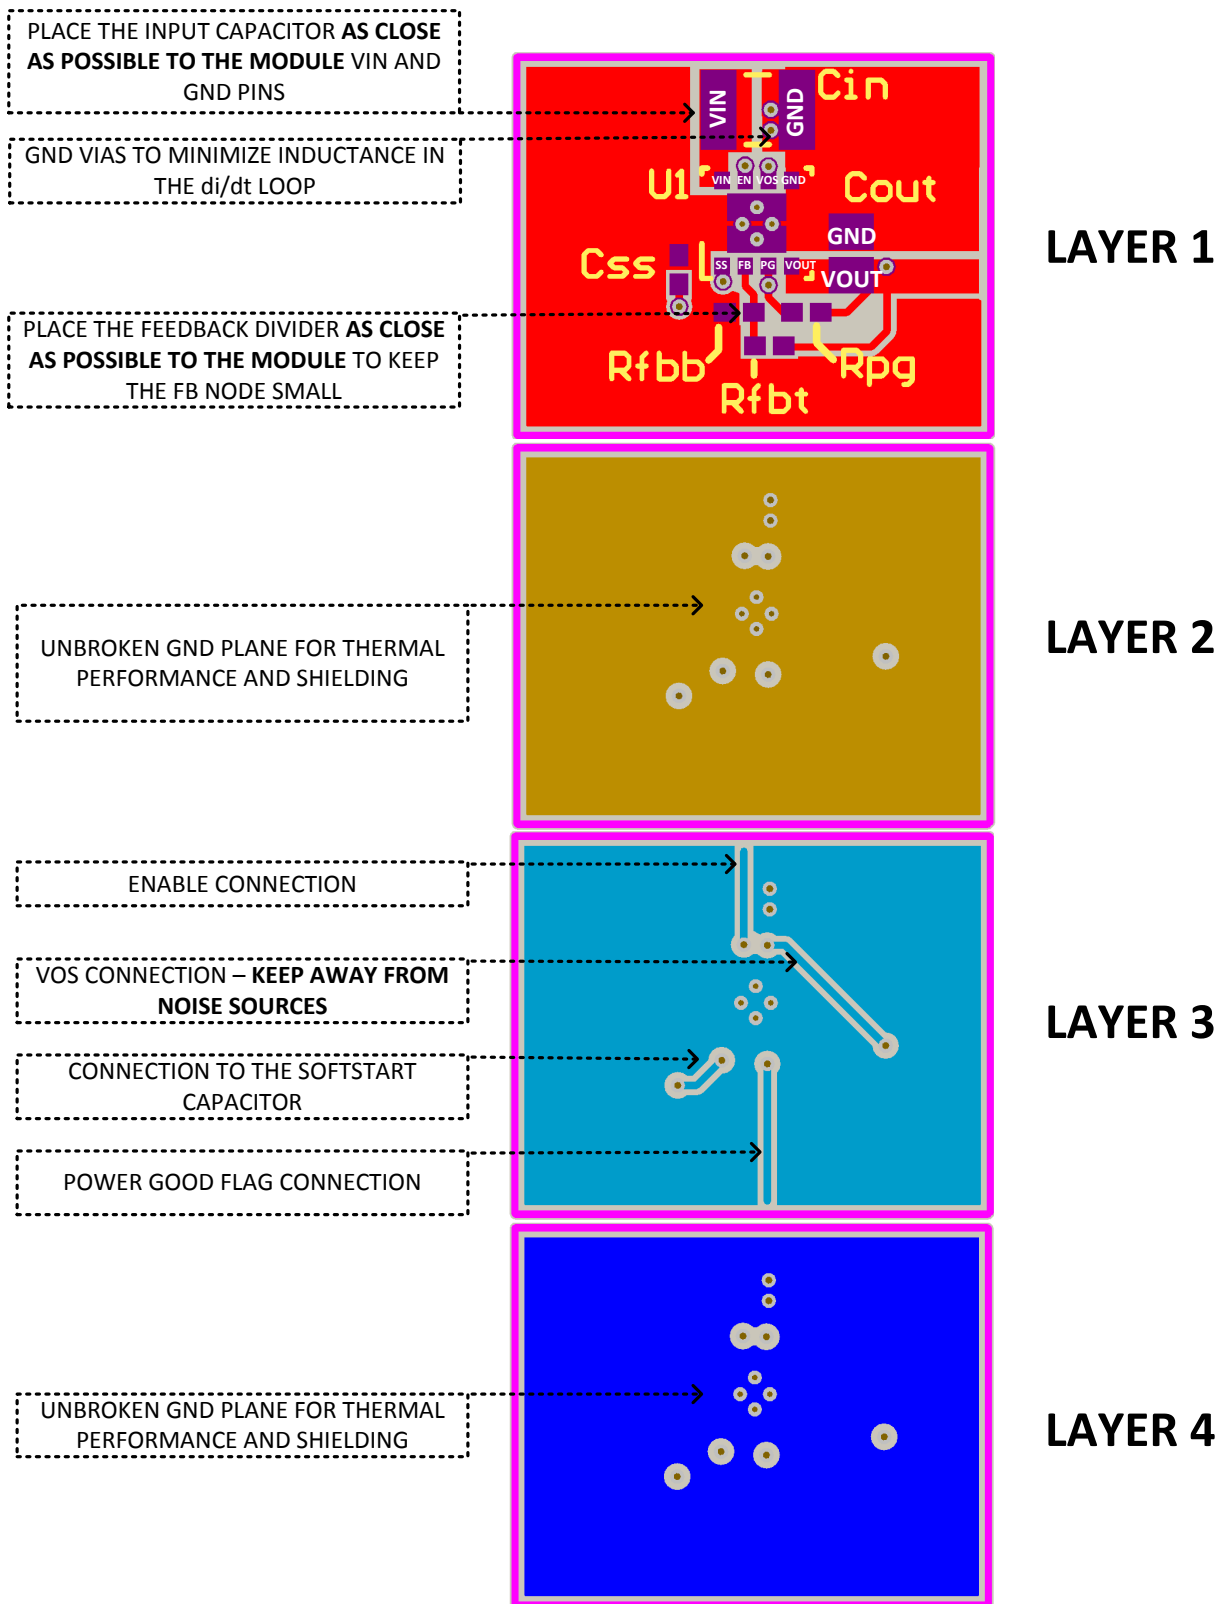 PLACE THE INPUT CAPACITOR AS CLOSE
AS POSSIBLE TO THE MODULE VIN AND
GND PINS
GND VIAS TO MINIMIZE INDUCTANCE IN
THE di/dt LOOP
PLACE THE FEEDBACK DIVIDER AS CLOSE
AS POSSIBLE TO THE MODULE TO KEEP
THE FB NODE SMALL
VIN
GND
Cin
U1
VIN EN VOS GND
Cout
GND
VOUT
Css
SS FB PG VOUT
Rfbb
Rfbt
Rpg
LAYER 1
UNBROKEN GND PLANE FOR THERMAL
PERFORMANCE AND SHIELDING
LAYER 2
ENABLE CONNECTION
VOS CONNECTION – KEEP AWAY FROM
NOISE SOURCES
CONNECTION TO THE SOFTSTART
CAPACITOR
POWER GOOD FLAG CONNECTION
LAYER 3
UNBROKEN GND PLANE FOR THERMAL
PERFORMANCE AND SHIELDING
LAYER 4